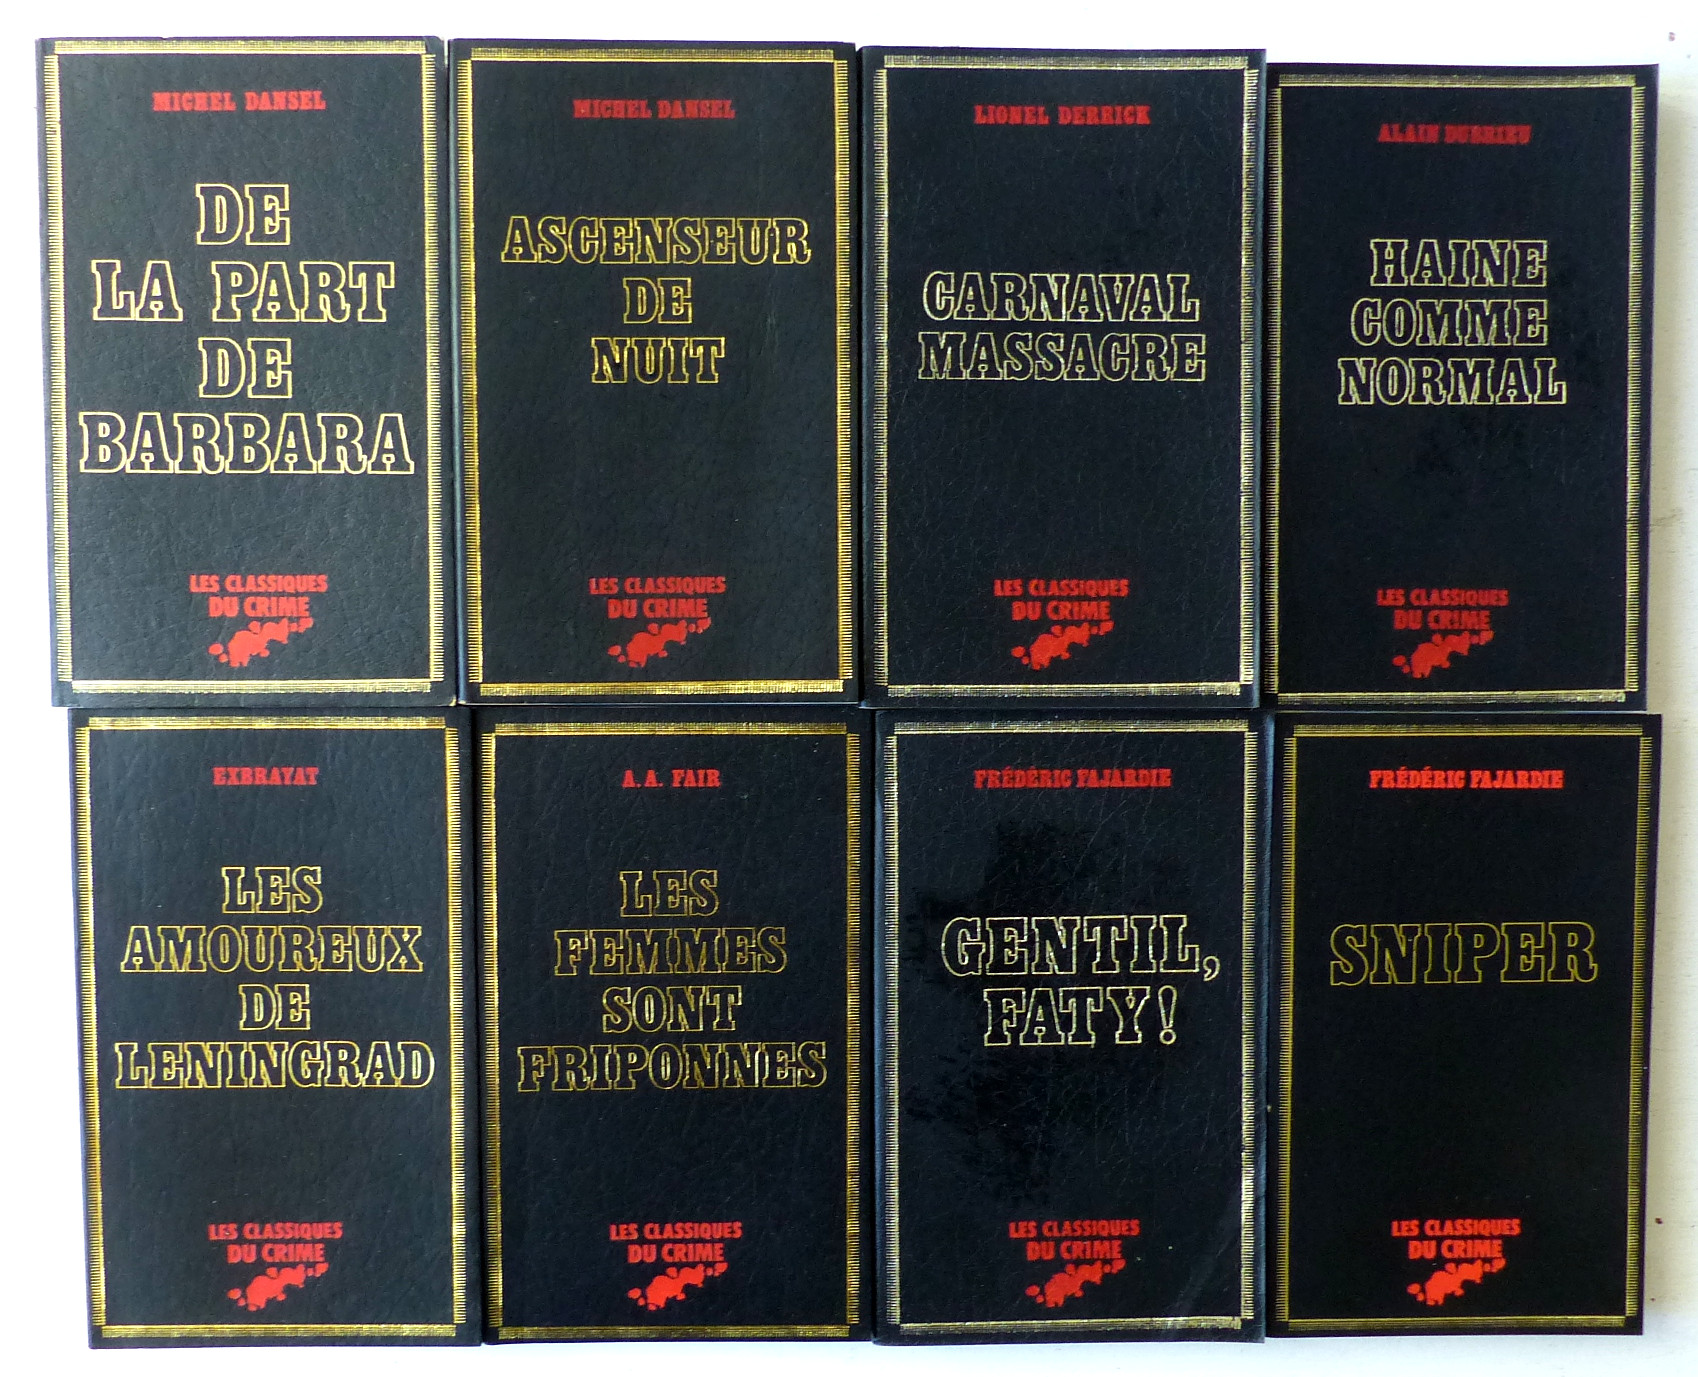 MICHEL DANSEL
DE
LA PART
DE
BARBARA
LES CLASSIQUES
DU CRIME
MICHEL DANSEL
ASCENSEUR
DE
NUIT
LES CLASSIQUES
DU CRIME
LIONEL DERRICK
CARNAVAL
MASSACRE
LES CLASSIQUES
DU CRIME
ALAIN DUBRIEU
HAINE
COMME
NORMAL
LES CLASSIQUES
DU CRIME
EXBRAYAT
LES
AMOUREUX
DE
LENINGRAD
LES CLASSIQUES
DU CRIME
A. A. FAIR
LES
FEMMES
SONT
FRIPONNES
LES CLASSIQUES
DU CRIME
FRÉDÉRIC FAJARDIE
GENTIL,
FATY!
LES CLASSIQUES
DU CRIME
FRÉDÉRIC FAJARDIE
SNIPER
LES CLASSIQUES
DU CRIME